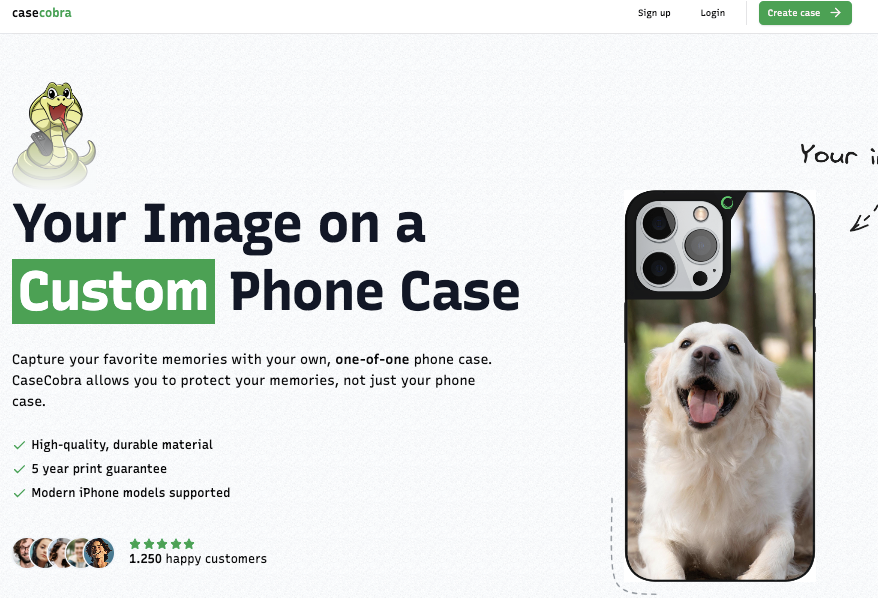 casecobra
Sign up
Login
Create case
Your
Your Image on a
Custom Phone Case
Capture your favorite memories with your own, one-of-one phone case.
CaseCobra allows you to protect your memories, not just your phone
case.
High-quality, durable material
5 year print guarantee
Modern iPhone models supported
1.250 happy customers